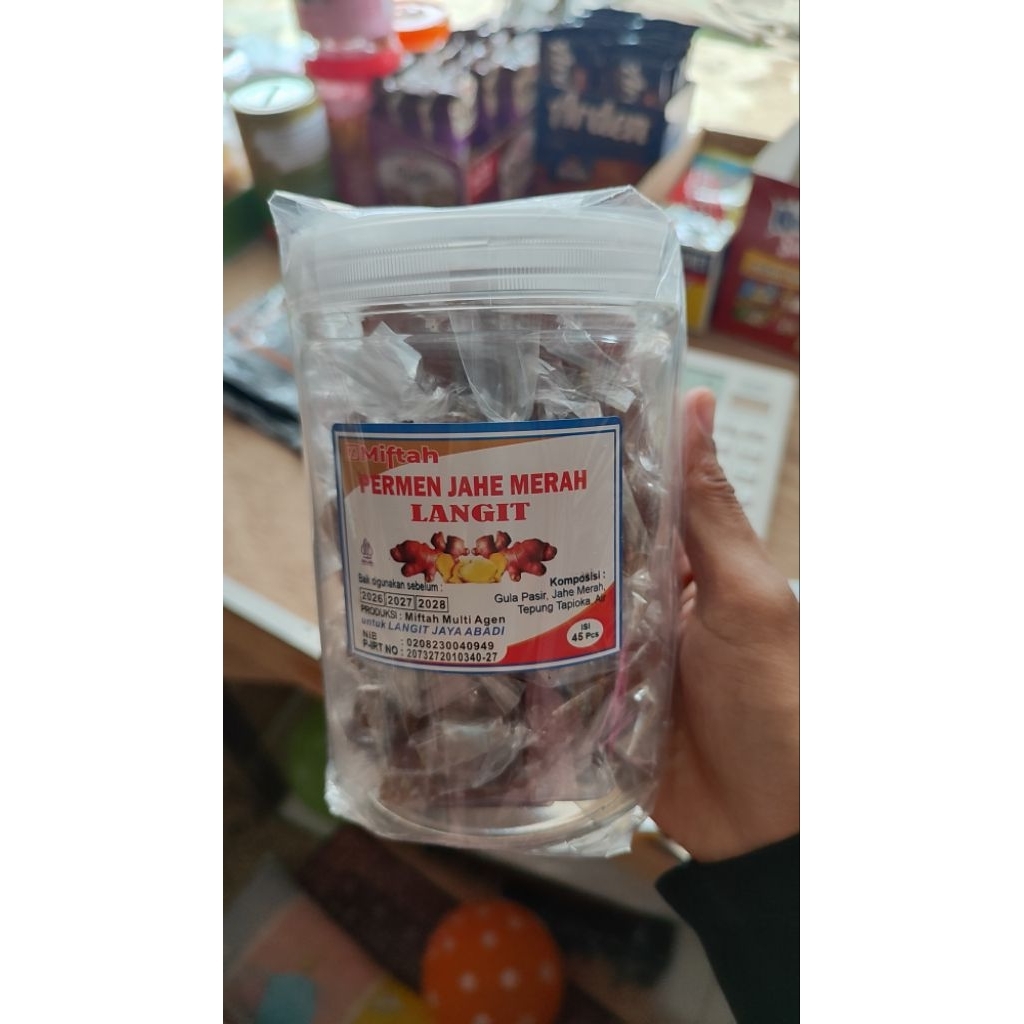 Miftah
PERMEN JAHE MERAH
LANGIT
Baik digunakan sebelum :
2026 2027 2028
PRODUKSI : Miftah Multi Agen
untuk LANGIT JAYA ABADI
NIB : 0208230040949
P-IRT NO : 2073272010340-27
Komposisi :
Gula Pasir, Jahe Merah,
Tepung Tapioka, Air
ISI
45 Pcs